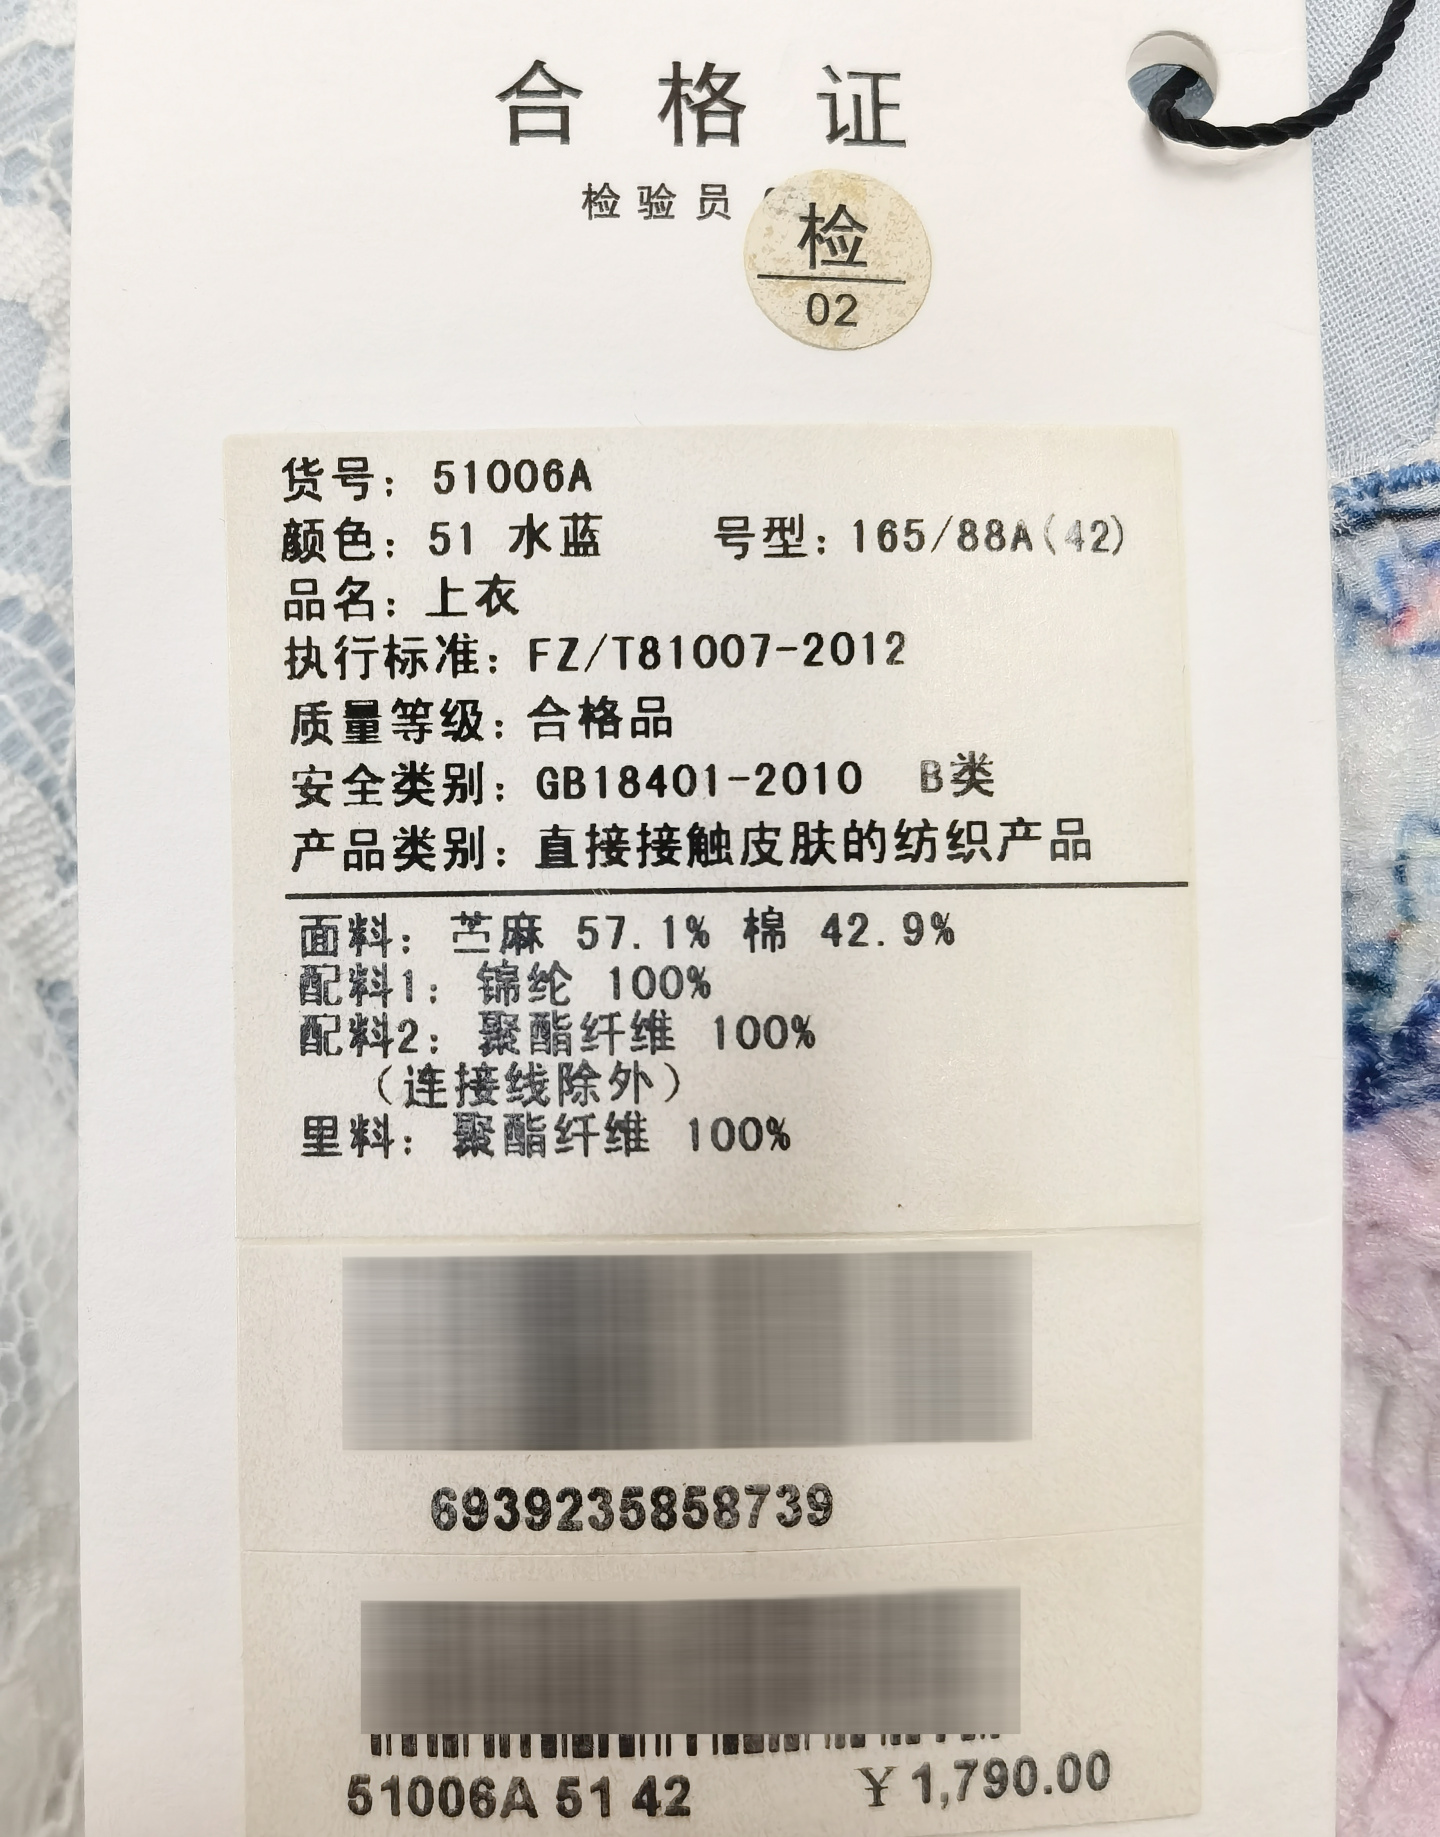 合格证
检验员
检
02
货号：51006A
颜色：51 水蓝 号型：165/88A(42)
品名：上衣
执行标准：FZ/T81007-2012
质量等级：合格品
安全类别：GB18401-2010 B类
产品类别：直接接触皮肤的纺织产品
面料：苎麻 57.1% 棉 42.9%
配料1：锦纶 100%
配料2：聚酯纤维 100%
（连接线除外）
里料：聚酯纤维 100%
6939235858739
51006A 51 42 ￥1,790.00